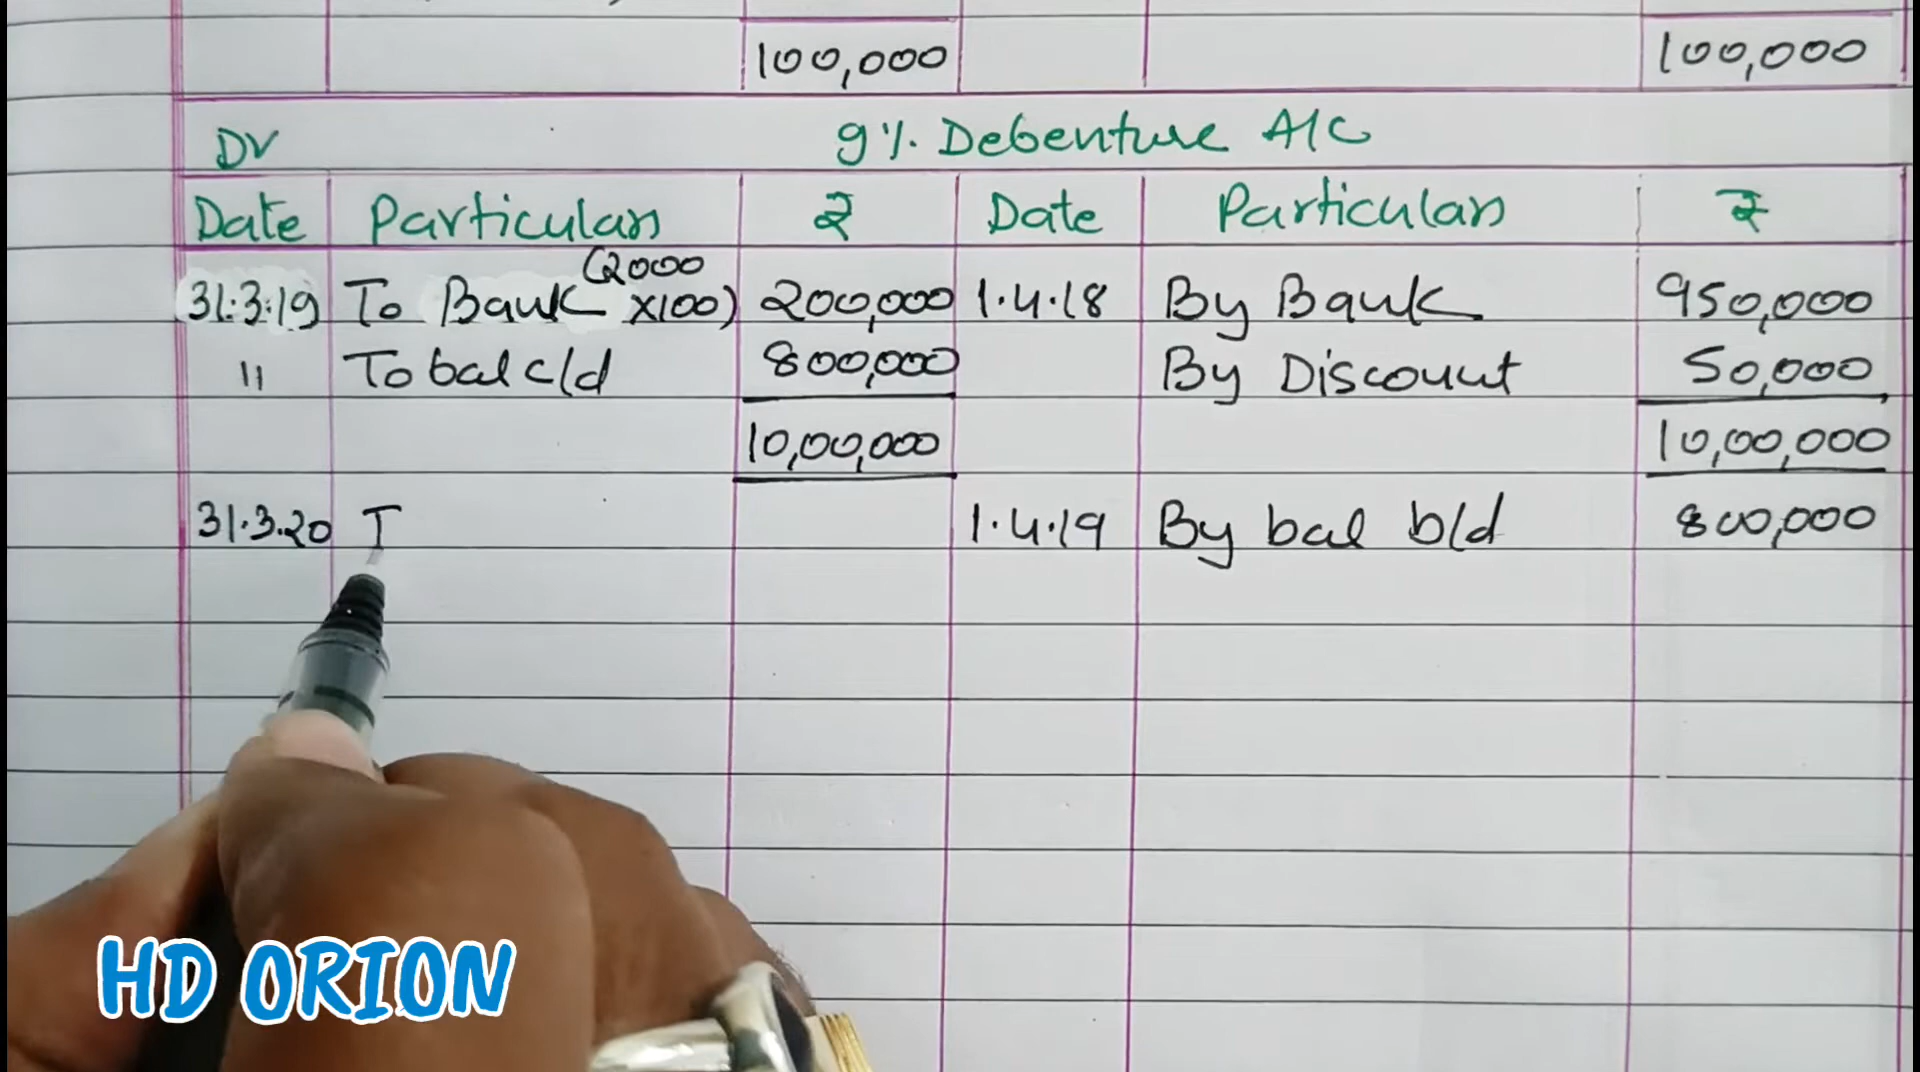 100,000 100,000
Dr 9% Debenture A/c
Date Particulars ₹ Date Particulars ₹
31.3.19 To Bank (2000 x100) 200,000 1.4.18 By Bank 950,000
" To bal c/d 800,000 By Discount 50,000
10,00,000 10,00,000
31.3.20 T 1.4.19 By bal b/d 800,000
HD ORION